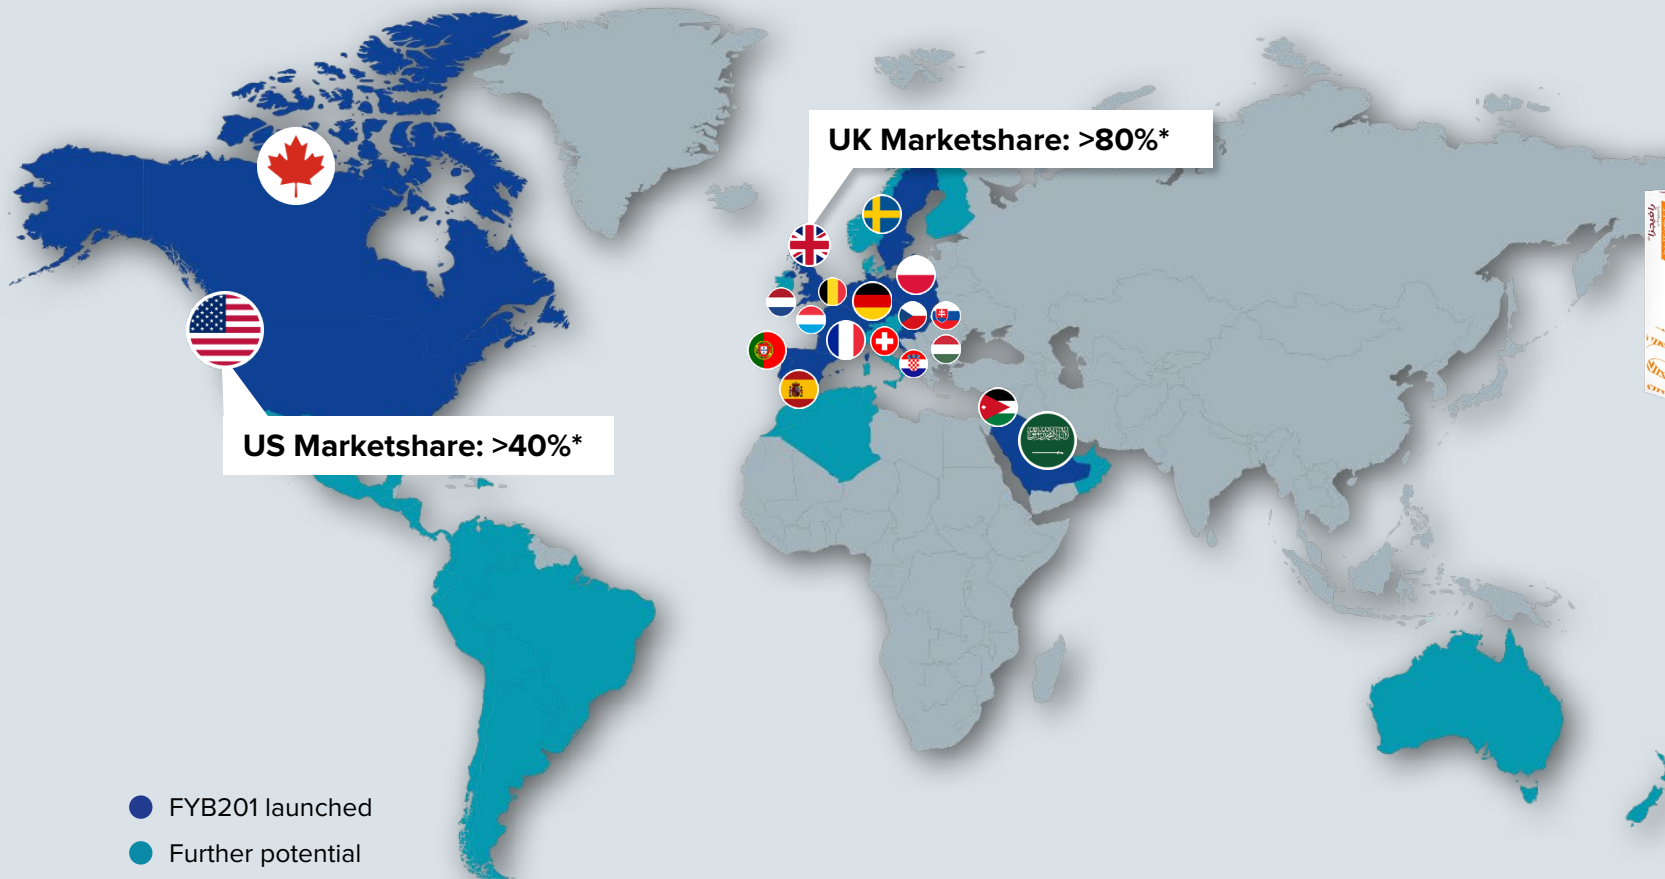 UK Marketshare: >80%*
US Marketshare: >40%*
FYB201 launched
Further potential